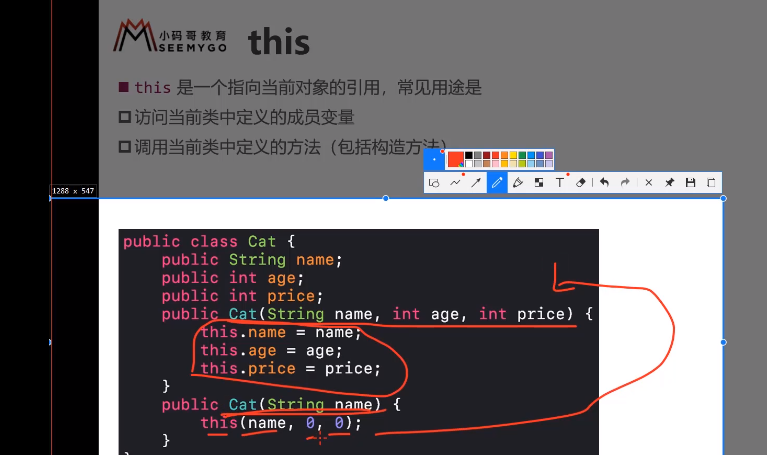 小码哥教育
SEEMYGO
this
this 是一个指向当前对象的引用，常见用途是
访问当前类中定义的成员变量
调用当前类中定义的方法（包括构造方法）
1288 x 547
public class Cat {
public String name;
public int age;
public int price;
public Cat(String name, int age, int price) {
this.name = name;
this.age = age;
this.price = price;
}
public Cat(String name) {
this(name, 0, 0);
}